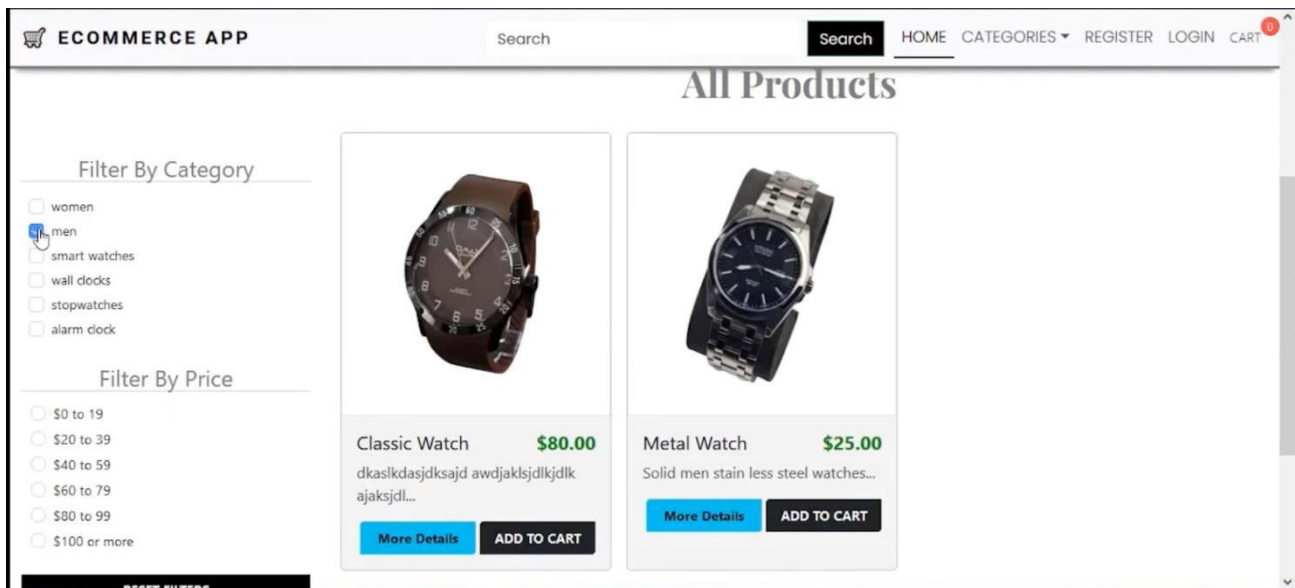 ECOMMERCE APP
Search
Search
HOME CATEGORIES REGISTER LOGIN CART 0
All Products
Filter By Category
women
men
smart watches
wall clocks
stopwatches
alarm clock
Filter By Price
$0 to 19
$20 to 39
$40 to 59
$60 to 79
$80 to 99
$100 or more
RESET FILTERS
Classic Watch $80.00
dkaslkdasjdksajd awdjaklsjdlkjdlk
ajaksjdl...
More Details ADD TO CART
Metal Watch $25.00
Solid men stain less steel watches...
More Details ADD TO CART